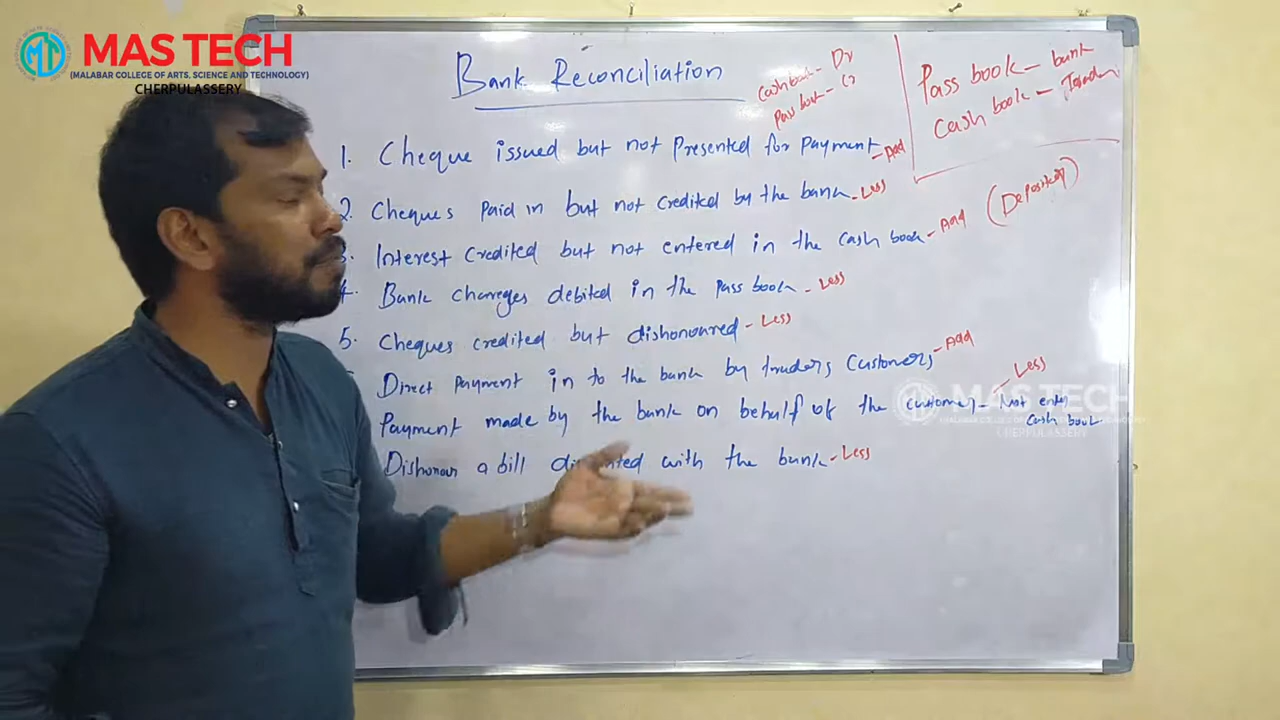 MAS TECH
(MALABAR COLLEGE OF ARTS, SCIENCE AND TECHNOLOGY)
CHERPULASSERY
Bank Reconciliation
Cash book - Dr
Pass book - Cr
Pass book - bank
Cash book -
1. Cheque issued but not Presented for payment - Add
2. Cheques Paid in but not credited by the bank - Less
3. Interest credited but not entered in the cash book - Add (Depositor)
4. Bank chareges debited in the Pass book - Less
5. Cheques credited but dishonoured - Less
Direct Payment in to the bank by traders Customers - Add
Payment made by the bank on behalf of the customer - Not enter Cash book - Less
Dishonour a bill with the bank - Less
MAS TECH
CHERPULASSERY